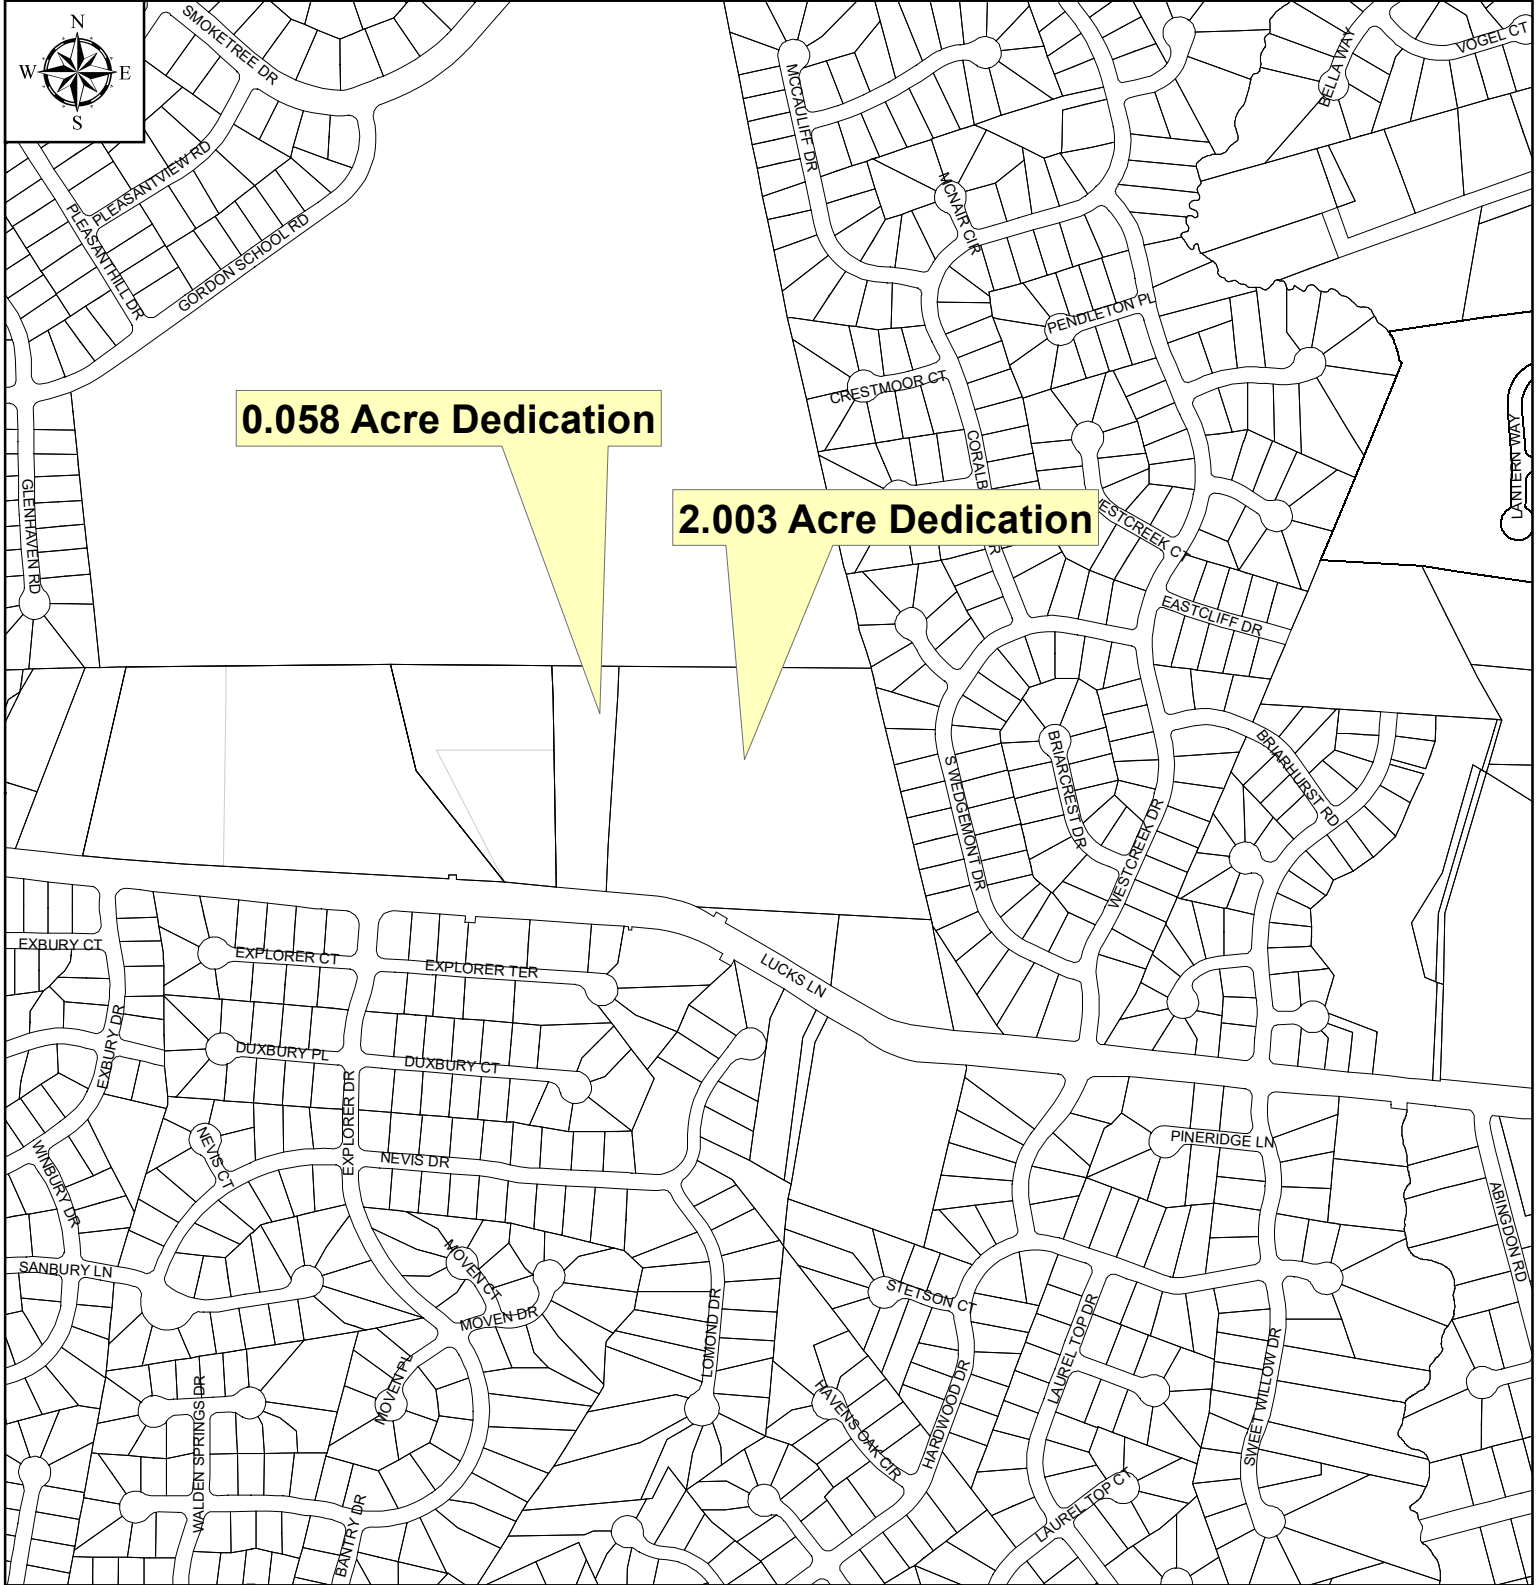 N
W E
S
SMOKETREE DR
PLEASANTVIEW RD
PLEASANTHILL DR
GORDON SCHOOL RD
GLENHAVEN RD
MCCAULIFF DR
MCNAIR CIR
BELLA WAY
VOGEL CT
PENDLETON PL
CRESTMOOR CT
0.058 Acre Dedication
2.003 Acre Dedication
LANTERN WAY
EASTCLIFF DR
BRIARHURST RD
BRIARCREST DR
S WEDGEMONT DR
WESTCREEK DR
LUCKS LN
EXBURY CT
EXPLORER CT
EXPLORER TER
EXBURY DR
DUXBURY PL
DUXBURY CT
EXPLORER DR
NEVIS CT
NEVIS DR
WINBURY DR
PINERIDGE LN
ABINGDON RD
SANBURY LN
MOVEN CT
MOVEN DR
STETSON CT
LOMOND DR
LAUREL TOP DR
SWEET WILLOW DR
MOVEN PL
WALDEN SPRINGS DR
HAVENS OAK CIR
HARDWOOD DR
LAUREL TOP CT
BANTRY DR